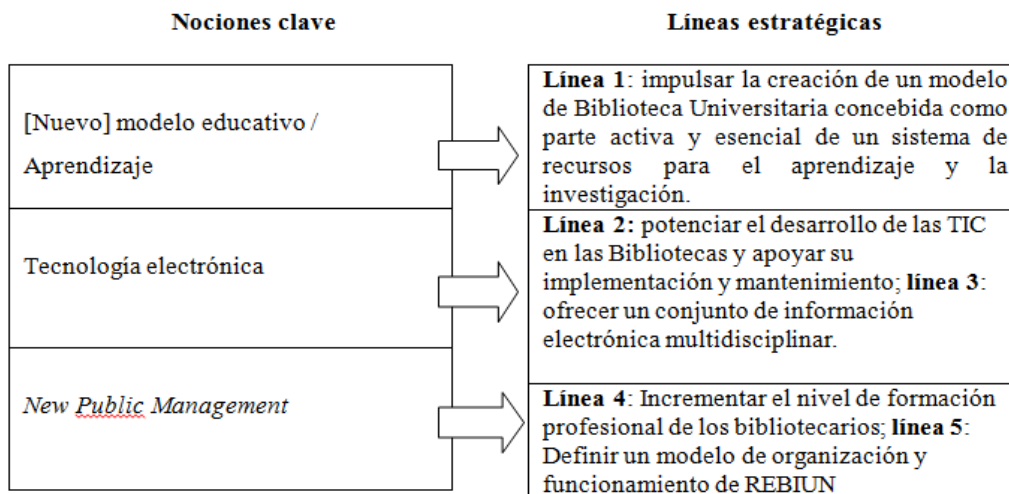 Nociones clave
Líneas estratégicas
[Nuevo] modelo educativo /
Aprendizaje
Línea 1: impulsar la creación de un modelo
de Biblioteca Universitaria concebida como
parte activa y esencial de un sistema de
recursos para el aprendizaje y la
investigación.
Tecnología electrónica
Línea 2: potenciar el desarrollo de las TIC
en las Bibliotecas y apoyar su
implementación y mantenimiento; línea 3:
ofrecer un conjunto de información
electrónica multidisciplinar.
New Public Management
Línea 4: Incrementar el nivel de formación
profesional de los bibliotecarios; línea 5:
Definir un modelo de organización y
funcionamiento de REBIUN